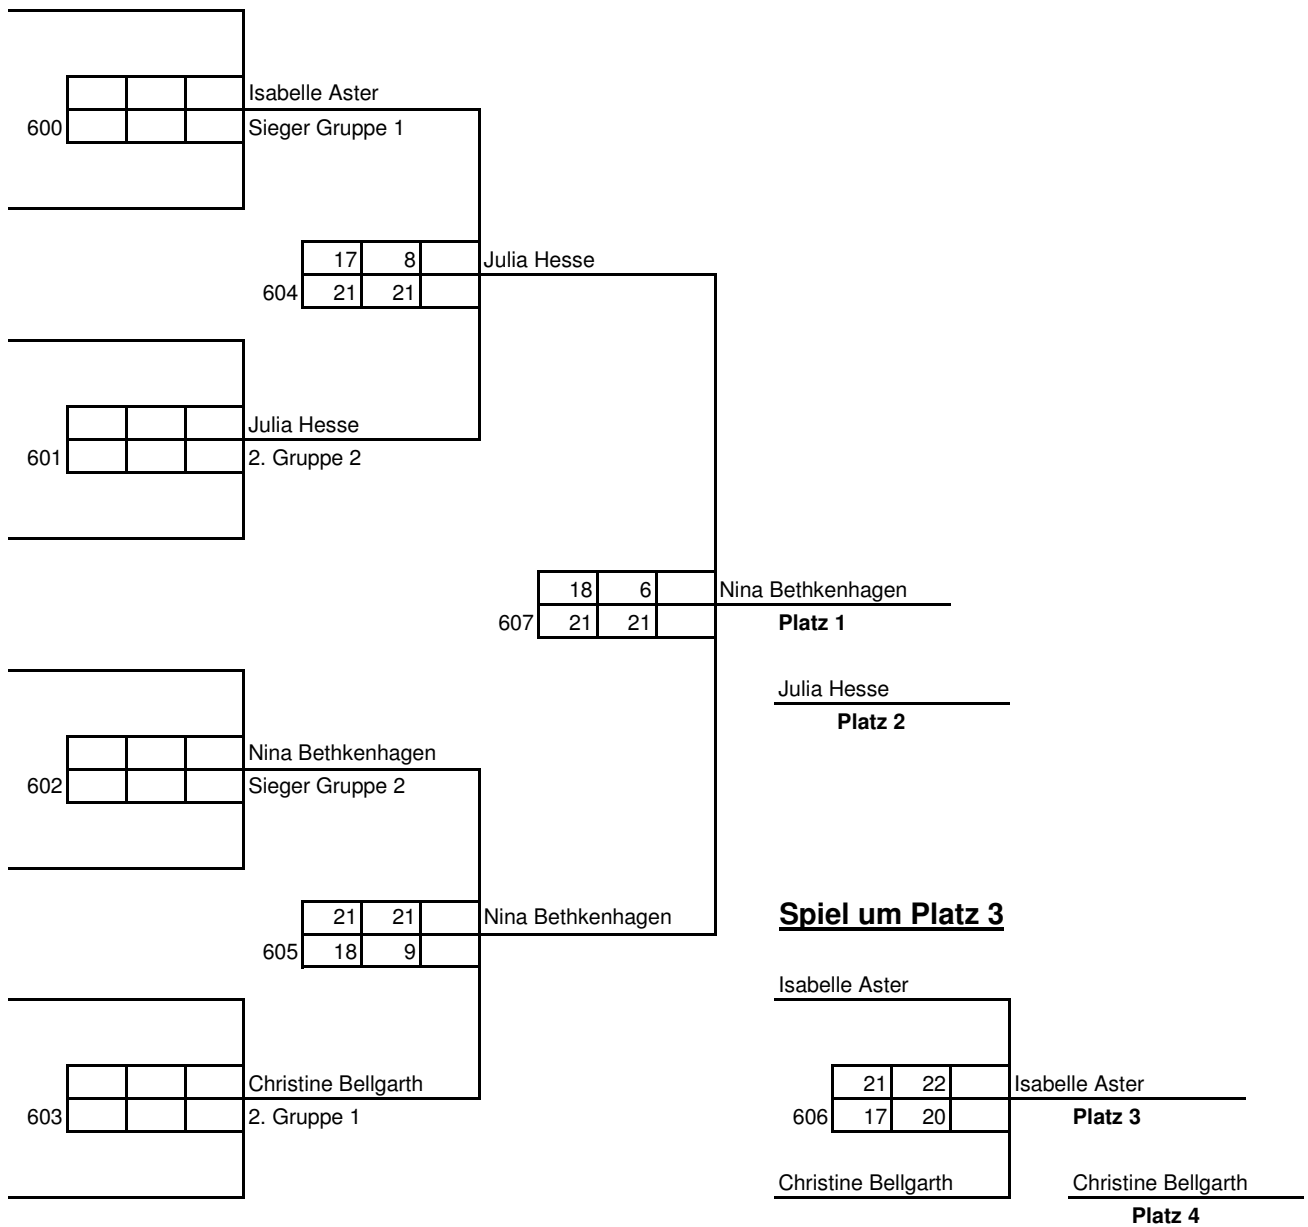 Isabelle Aster
600 Sieger Gruppe 1
17 8 Julia Hesse
604 21 21
Julia Hesse
601 2. Gruppe 2
18 6 Nina Bethkenhagen
607 21 21 Platz 1
Julia Hesse
Platz 2
Nina Bethkenhagen
602 Sieger Gruppe 2
21 21 Nina Bethkenhagen
605 18 9
Spiel um Platz 3
Isabelle Aster
Christine Bellgarth
603 2. Gruppe 1
21 22 Isabelle Aster
606 17 20 Platz 3
Christine Bellgarth
Christine Bellgarth
Platz 4